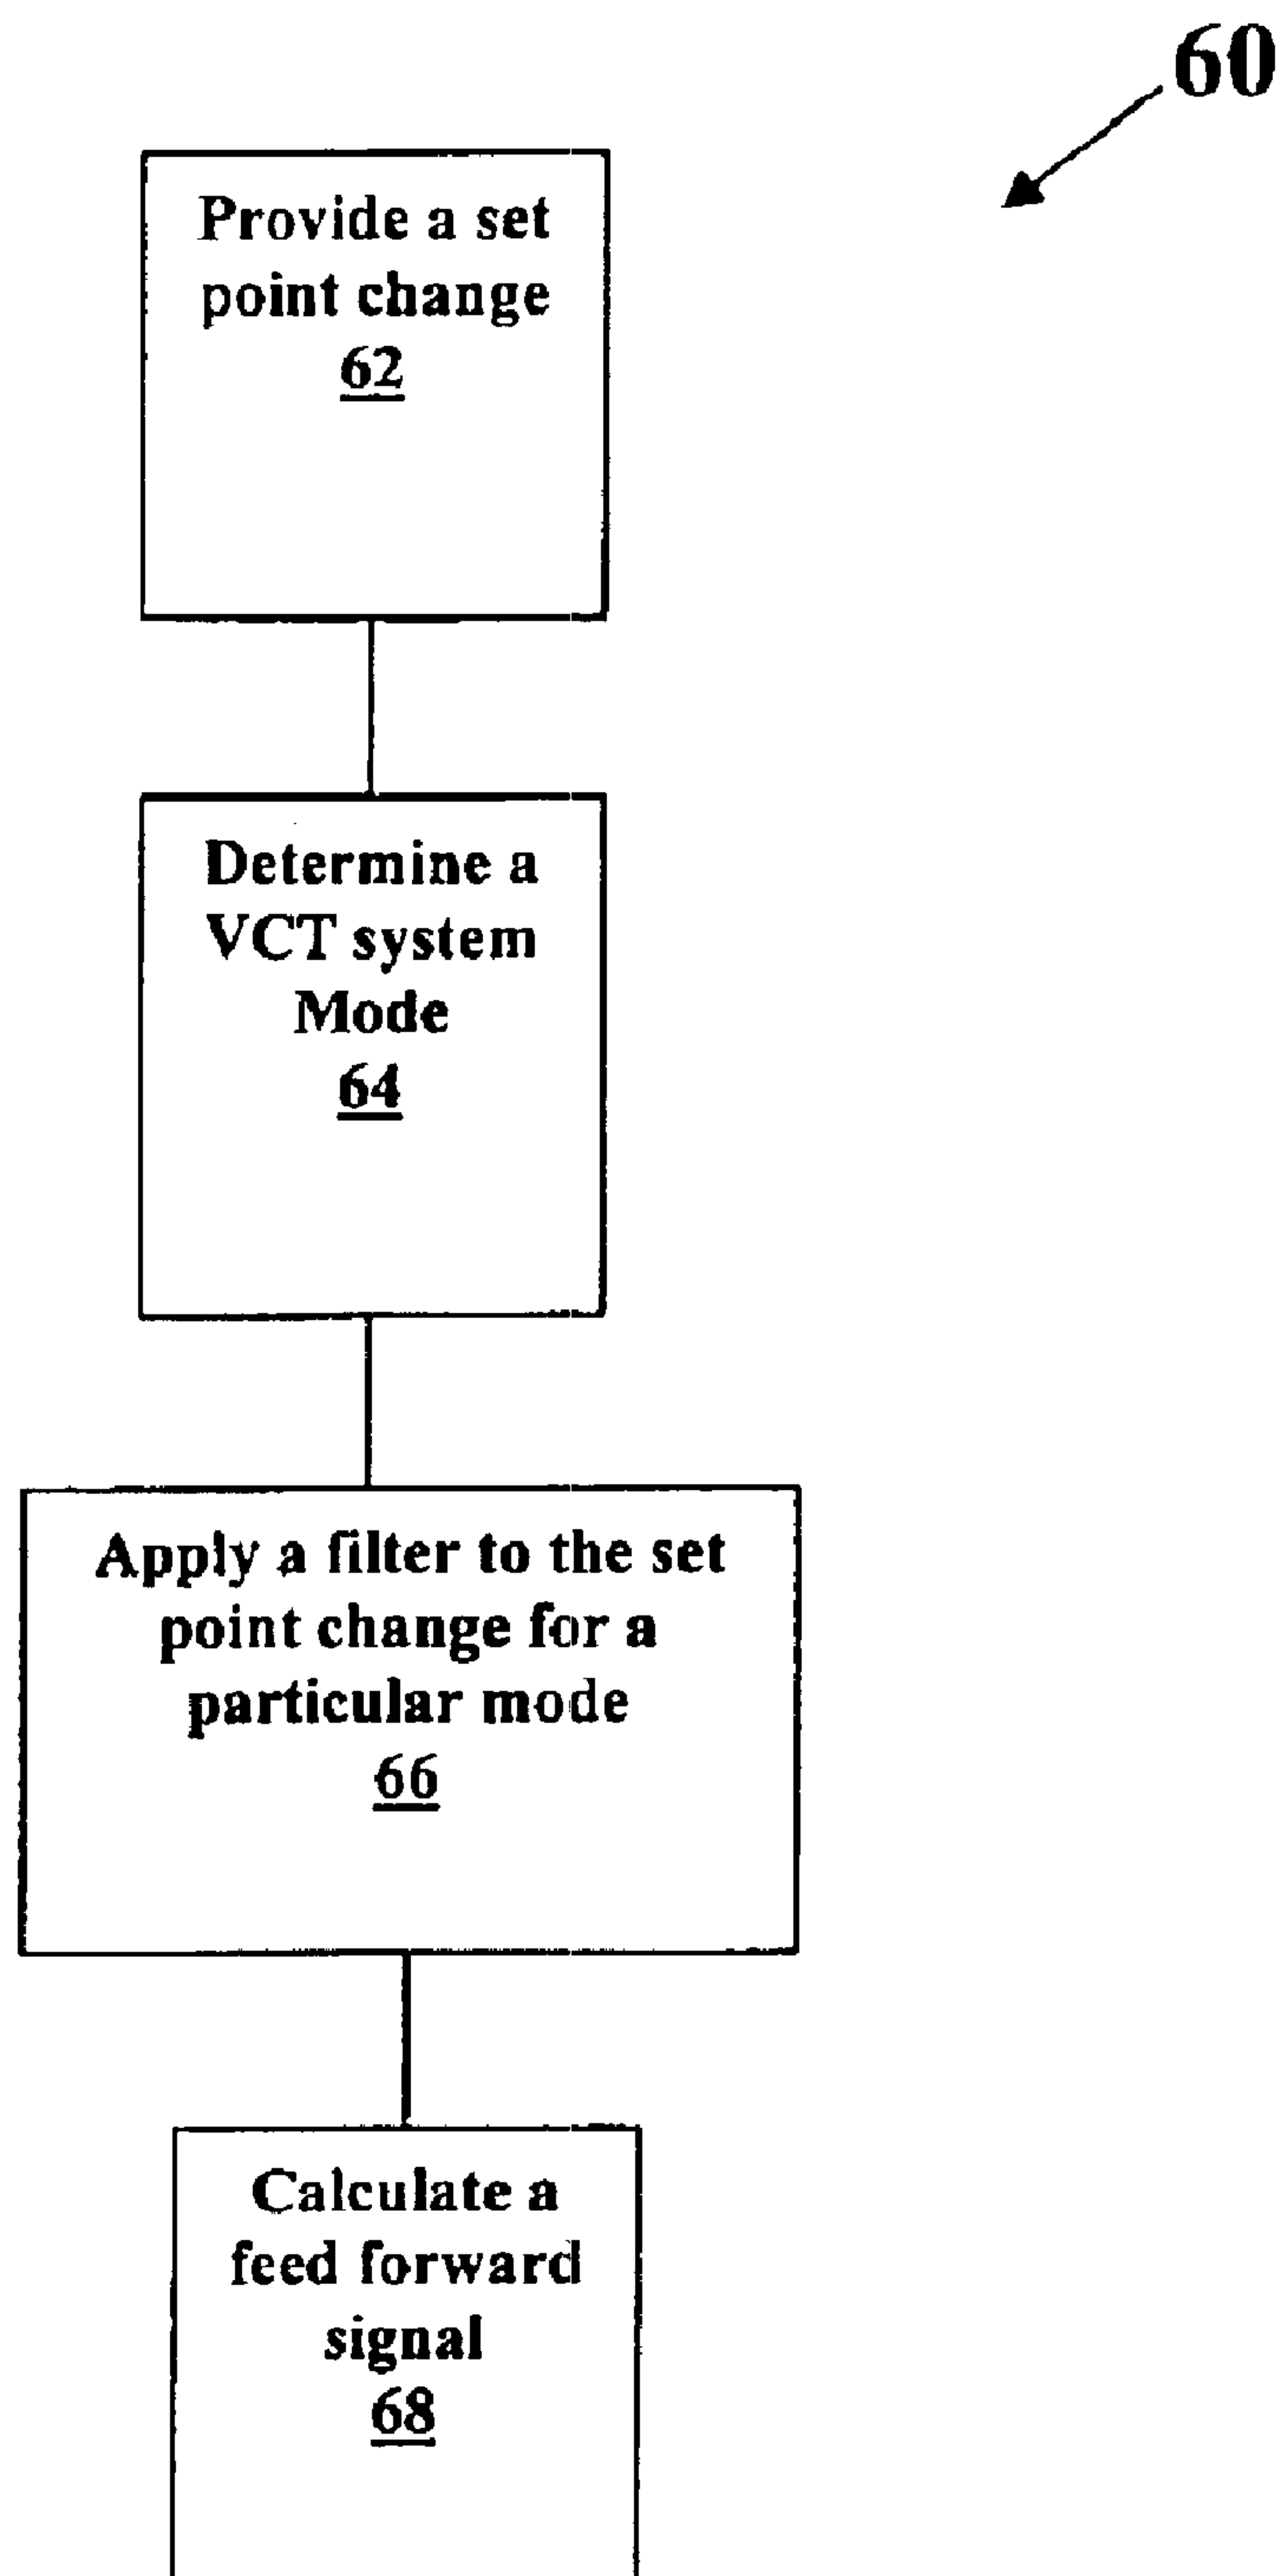 60
Provide a set
point change
62
Determine a
VCT system
Mode
64
Apply a filter to the set
point change for a
particular mode
66
Calculate a
feed forward
signal
68